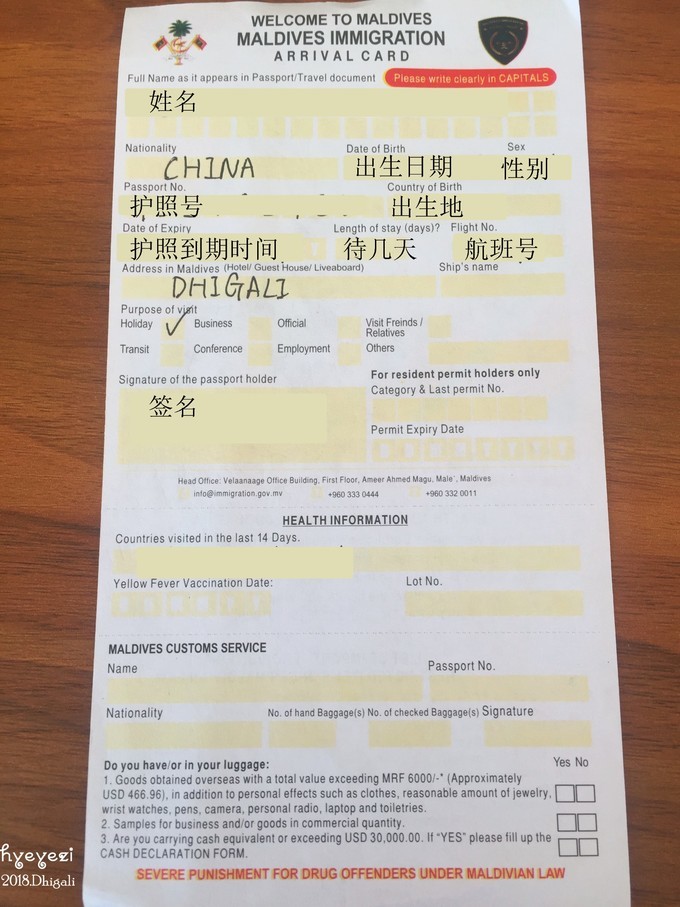 WELCOME TO MALDIVES
MALDIVES IMMIGRATION
ARRIVAL CARD
Full Name as it appears in Passport/Travel document Please write clearly in CAPITALS
姓名
Nationality Date of Birth Sex
CHINA 出生日期 性别
Passport No. Country of Birth
护照号 出生地
Date of Expiry Length of stay (days)? Flight No.
护照到期时间 待几天 航班号
Address in Maldives (Hotel/ Guest House/ Liveaboard) Ship's name
DHIGALI
Purpose of visit
Holiday ✓ Business Official Visit Freinds / Relatives
Transit Conference Employment Others
Signature of the passport holder For resident permit holders only
Category & Last permit No.
签名
Permit Expiry Date
Head Office: Velaanaage Office Building, First Floor, Ameer Ahmed Magu, Male`, Maldives
info@immigration.gov.mv +960 333 0444 +960 332 0011
HEALTH INFORMATION
Countries visited in the last 14 Days.
Yellow Fever Vaccination Date: Lot No.
MALDIVES CUSTOMS SERVICE
Name Passport No.
Nationality No. of hand Baggage(s) No. of checked Baggage(s) Signature
Do you have/or in your luggage: Yes No
1. Goods obtained overseas with a total value exceeding MRF 6000/-* (Approximately
USD 466.96), in addition to personal effects such as clothes, reasonable amount of jewelry,
wrist watches, pens, camera, personal radio, laptop and toiletries.
2. Samples for business and/or goods in commercial quantity.
3. Are you carrying cash equivalent or exceeding USD 30,000.00. If "YES" please fill up the
CASH DECLARATION FORM.
SEVERE PUNISHMENT FOR DRUG OFFENDERS UNDER MALDIVIAN LAW
hyeyezi
2018.Dhigali